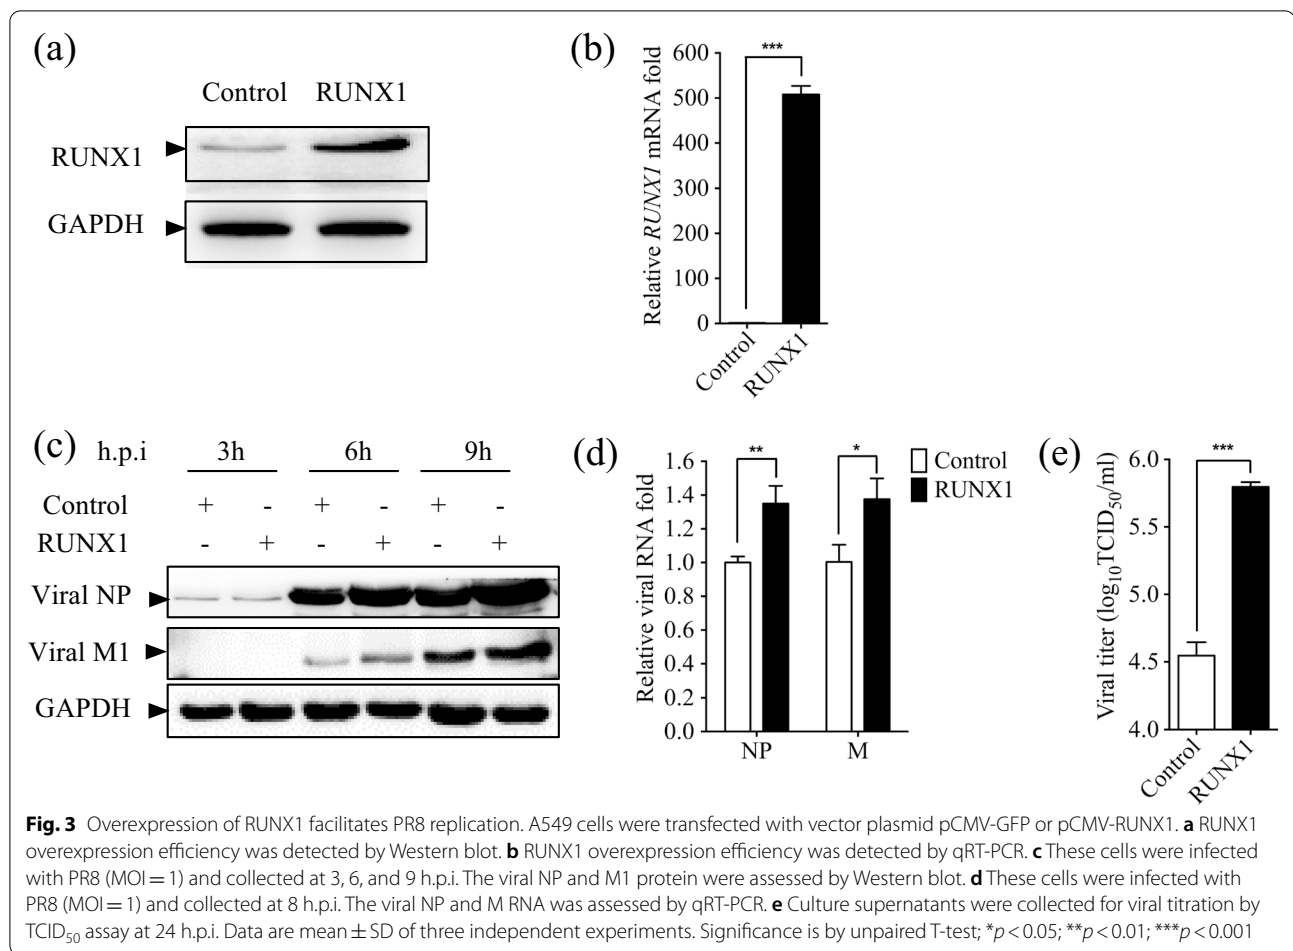 (a)
Control RUNX1
RUNX1
GAPDH
(b)
Relative RUNX1 mRNA fold
600
500
400
300
200
100
0
***
Control
RUNX1
(c)
h.p.i 3h 6h 9h
Control + - + - + -
RUNX1 - + - + - +
Viral NP
Viral M1
GAPDH
(d)
Relative viral RNA fold
1.6
1.4
1.2
1.0
0.8
0.6
0.4
0.2
0.0
**
*
NP M
Control
RUNX1
(e)
Viral titer (log10TCID50/ml)
6.0
5.5
5.0
4.5
4.0
***
Control
RUNX1
Fig. 3 Overexpression of RUNX1 facilitates PR8 replication. A549 cells were transfected with vector plasmid pCMV-GFP or pCMV-RUNX1. a RUNX1
overexpression efficiency was detected by Western blot. b RUNX1 overexpression efficiency was detected by qRT-PCR. c These cells were infected
with PR8 (MOI = 1) and collected at 3, 6, and 9 h.p.i. The viral NP and M1 protein were assessed by Western blot. d These cells were infected with
PR8 (MOI = 1) and collected at 8 h.p.i. The viral NP and M RNA was assessed by qRT-PCR. e Culture supernatants were collected for viral titration by
TCID50 assay at 24 h.p.i. Data are mean ± SD of three independent experiments. Significance is by unpaired T-test; *p < 0.05; **p < 0.01; ***p < 0.001